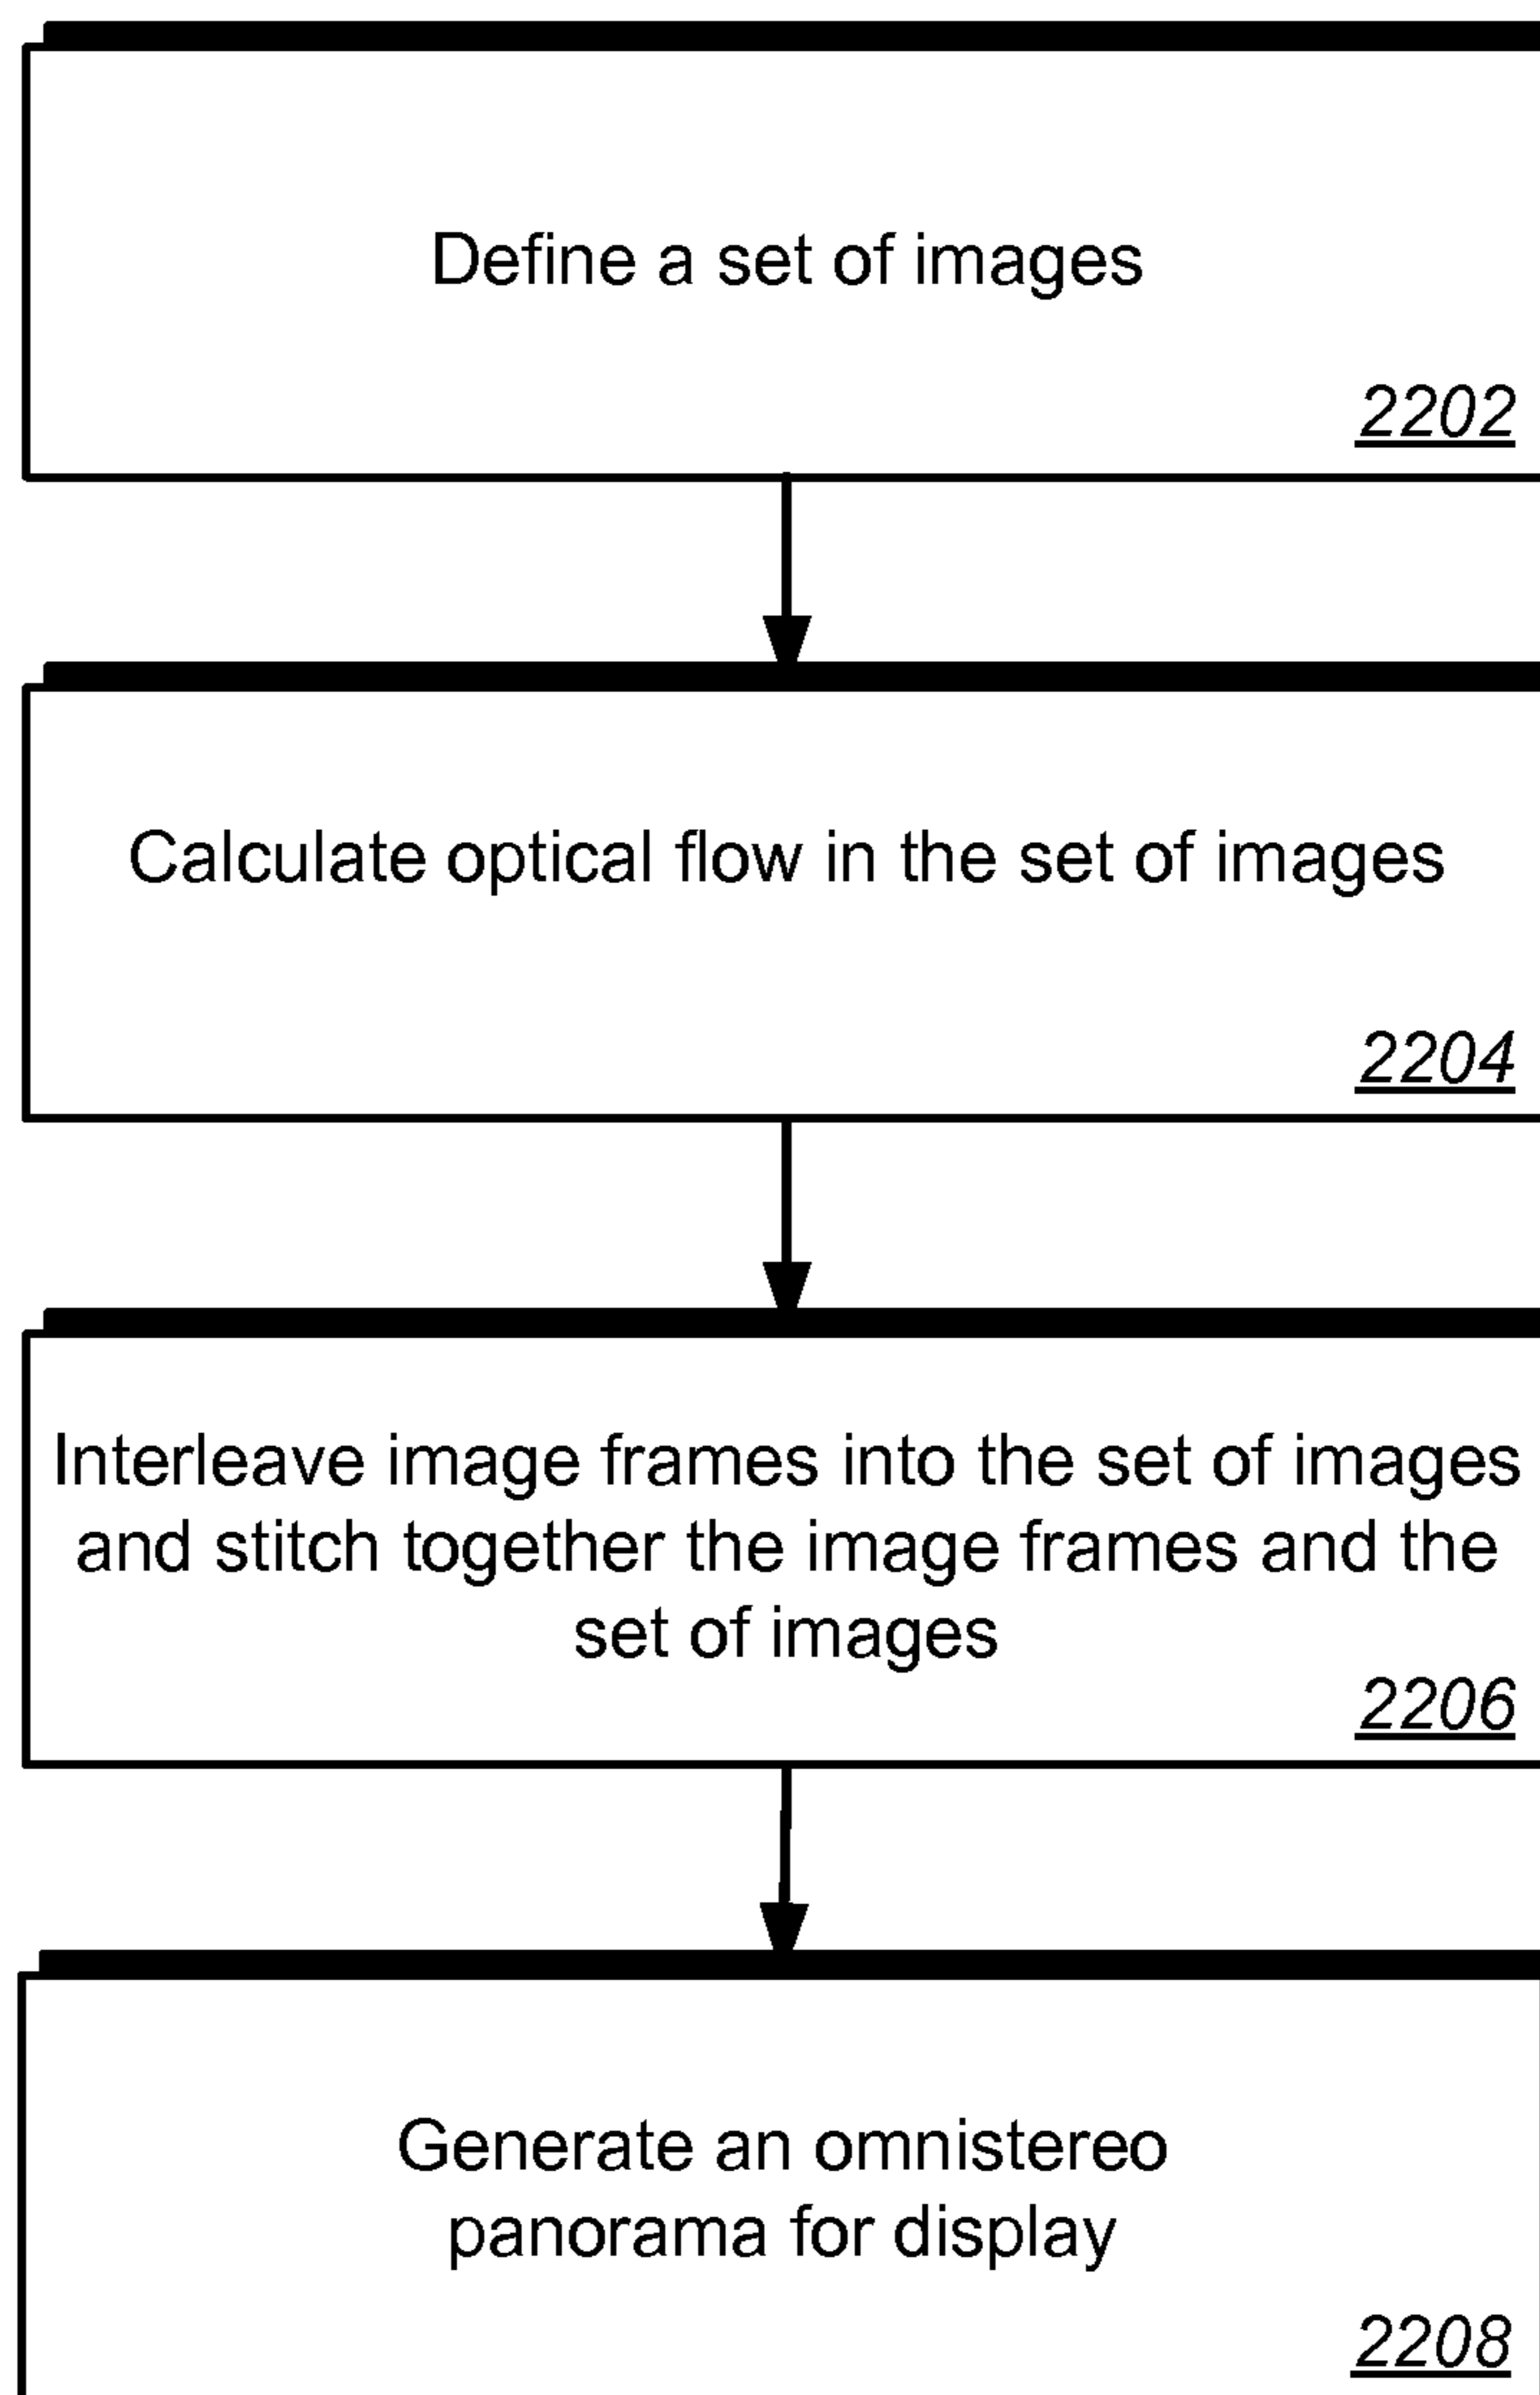 Define a set of images
2202
Calculate optical flow in the set of images
2204
Interleave image frames into the set of images
and stitch together the image frames and the
set of images
2206
Generate an omnistereo
panorama for display
2208